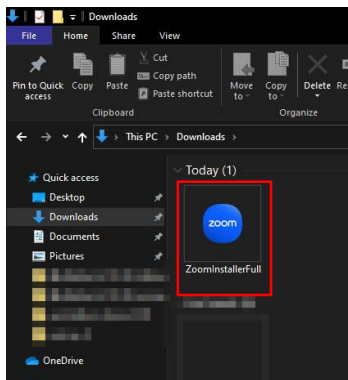 Downloads
File Home Share View
Pin to Quick access
Copy
Paste
Cut
Copy path
Paste shortcut
Move to
Copy to
Delete
Clipboard
Organize
This PC > Downloads >
Quick access
Desktop
Downloads
Documents
Pictures
OneDrive
Today (1)
zoom
ZoomInstallerFull